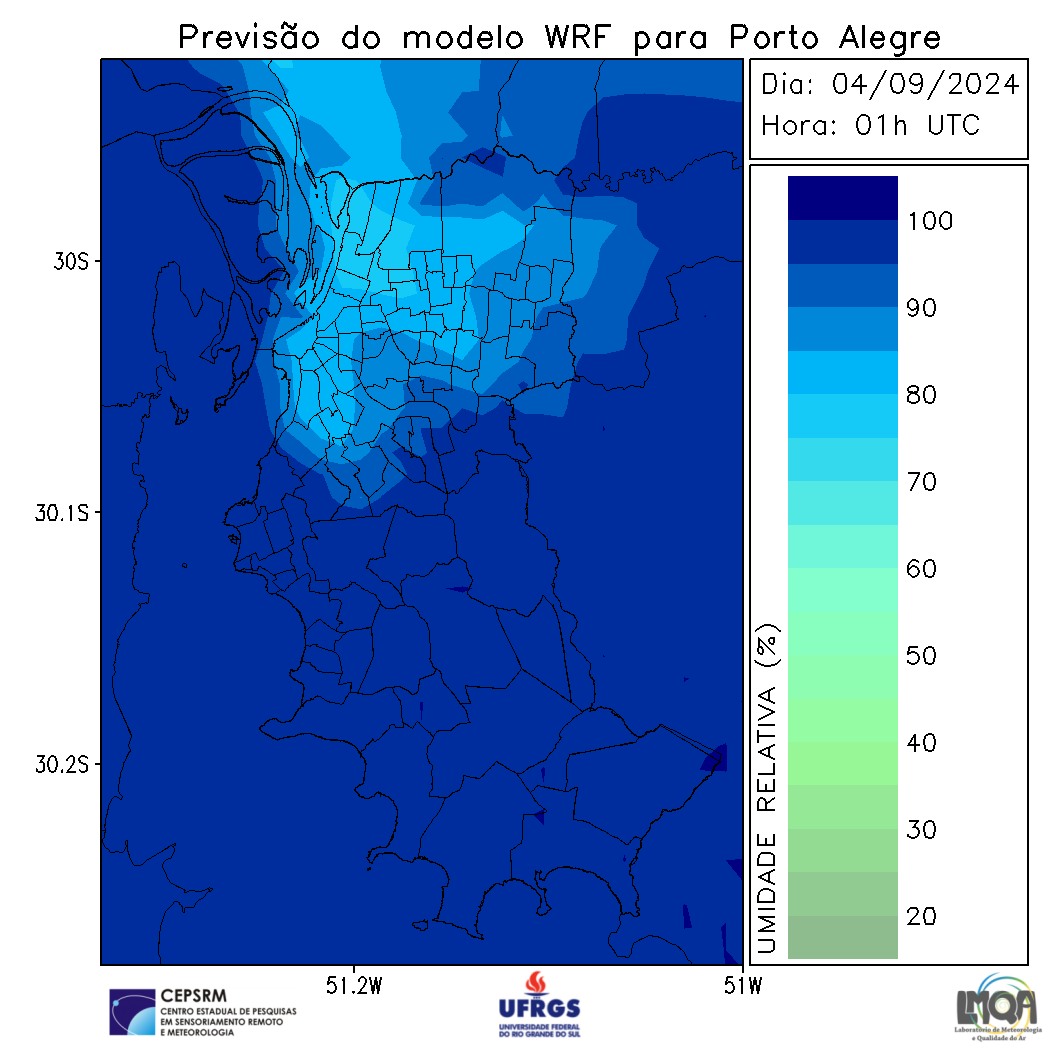 Previsão do modelo WRF para Porto Alegre
Dia: 04/09/2024
Hora: 01h UTC
30S
30.1S
30.2S
51.2W
51W
UMIDADE RELATIVA (%)
100
90
80
70
60
50
40
30
20
CEPSRM
CENTRO ESTADUAL DE PESQUISAS
EM SENSORIAMENTO REMOTO
E METEOROLOGIA
UFRGS
UNIVERSIDADE FEDERAL
DO RIO GRANDE DO SUL
LMQA
Laboratório de Meteorologia
e Qualidade do Ar